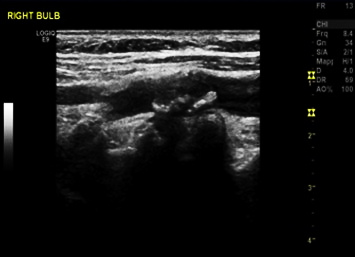 RIGHT BULB
LOGIQ
E9
FR 13
CHI
Frq 8.4
Gn 34
S/A 2/1
Map H/1
D 4.0
DR 69
AO% 100
1
2
3
4